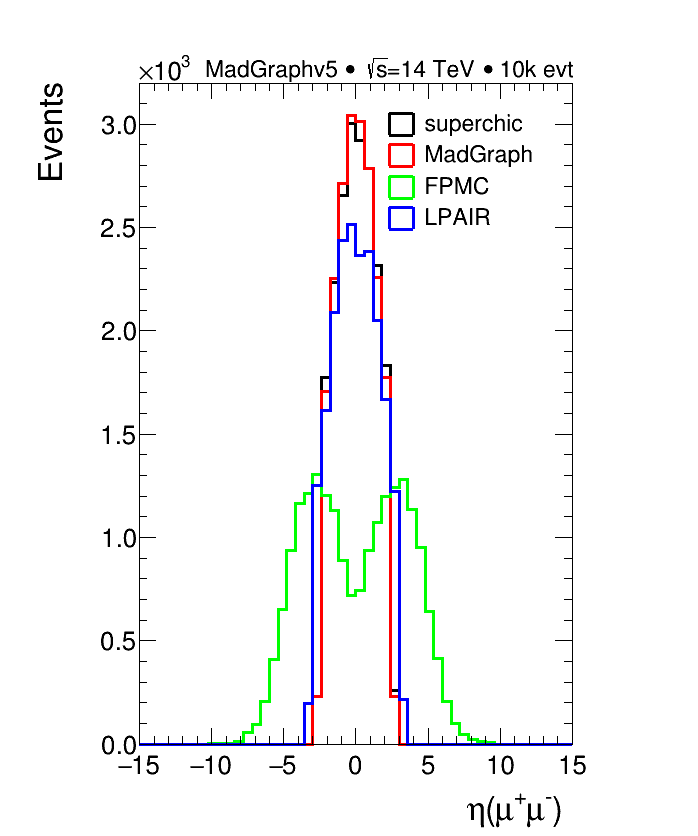 ×10³ MadGraphv5 • √s=14 TeV • 10k evt
Events
superchic
MadGraph
FPMC
LPAIR
3.0
2.5
2.0
1.5
1.0
0.5
0.0
−15 −10 −5 0 5 10 15
η(μ⁺μ⁻)